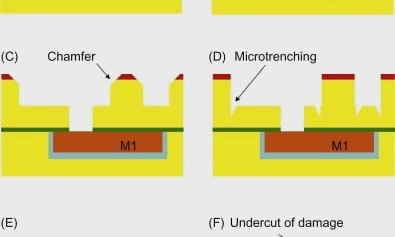 (C) Chamfer
(D) Microtrenching
M1
M1
(E)
(F) Undercut of damage